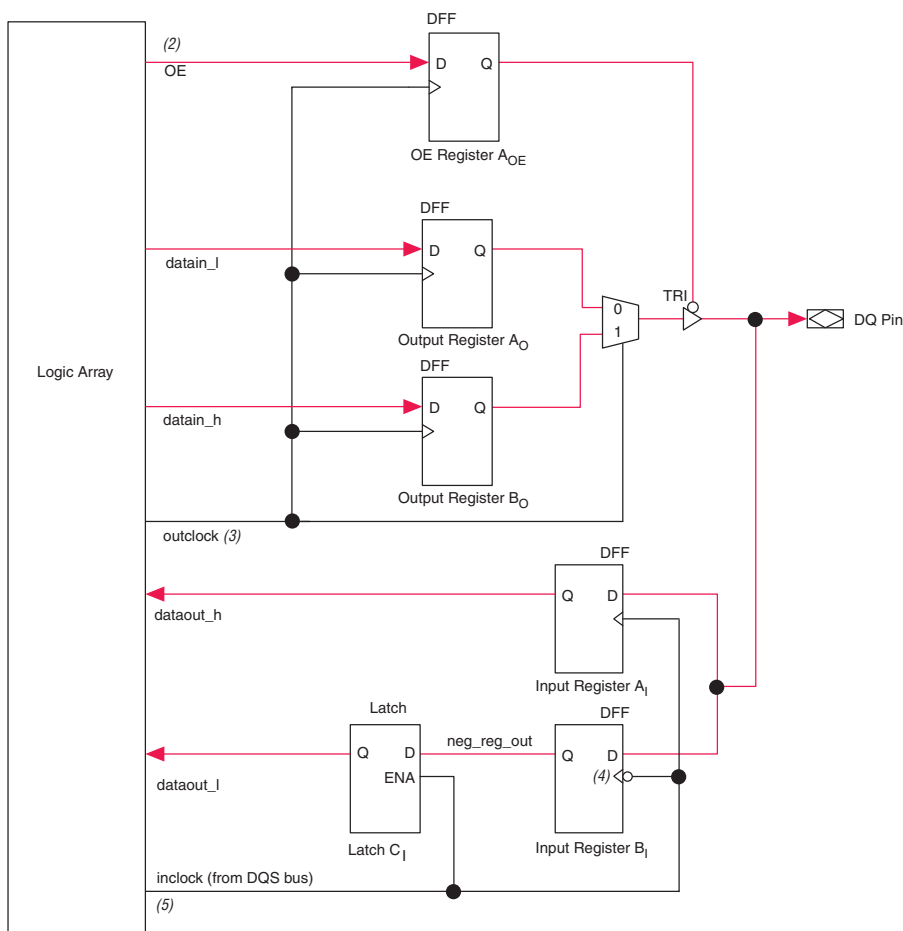 DFF
(2)
OE
D Q
OE Register A_OE
DFF
datain_l
D Q
Output Register A_O
0
1
TRI
DQ Pin
Logic Array
DFF
datain_h
D Q
Output Register B_O
outclock (3)
DFF
Q D
dataout_h
Input Register A_I
Latch
DFF
neg_reg_out
Q D
ENA
Q D
(4)
dataout_l
Latch C_I
Input Register B_I
inclock (from DQS bus)
(5)